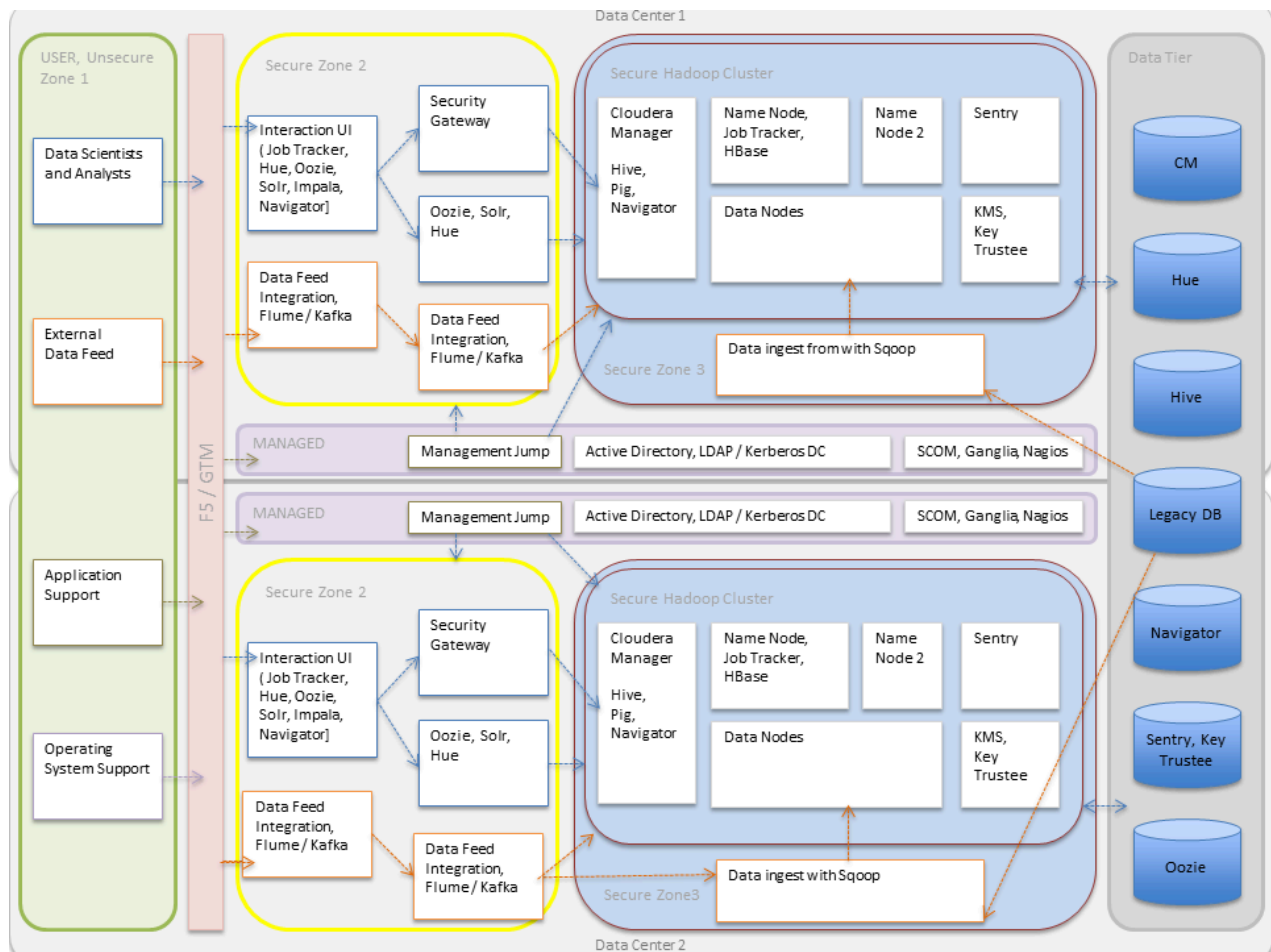 Data Center 1
USER, Unsecure
Zone 1
Data Scientists
and Analysts
External
Data Feed
Application
Support
Operating
System Support
F5 / GTM
Secure Zone 2
Interaction UI
( Job Tracker,
Hue, Oozie,
Solr, Impala,
Navigator]
Security
Gateway
Oozie, Solr,
Hue
Data Feed
Integration,
Flume / Kafka
Data Feed
Integration,
Flume / Kafka
Secure Hadoop Cluster
Cloudera
Manager
Hive,
Pig,
Navigator
Name Node,
Job Tracker,
HBase
Name
Node 2
Sentry
Data Nodes
KMS,
Key
Trustee
Data ingest from with Sqoop
Secure Zone 3
MANAGED
Management Jump
Active Directory, LDAP / Kerberos DC
SCOM, Ganglia, Nagios
MANAGED
Management Jump
Active Directory, LDAP / Kerberos DC
SCOM, Ganglia, Nagios
Secure Zone 2
Interaction UI
( Job Tracker,
Hue, Oozie,
Solr, Impala,
Navigator]
Security
Gateway
Oozie, Solr,
Hue
Data Feed
Integration,
Flume / Kafka
Data Feed
Integration,
Flume / Kafka
Secure Hadoop Cluster
Cloudera
Manager
Hive,
Pig,
Navigator
Name Node,
Job Tracker,
HBase
Name
Node 2
Sentry
Data Nodes
KMS,
Key
Trustee
Data ingest with Sqoop
Secure Zone3
Data Tier
CM
Hue
Hive
Legacy DB
Navigator
Sentry, Key
Trustee
Oozie
Data Center 2